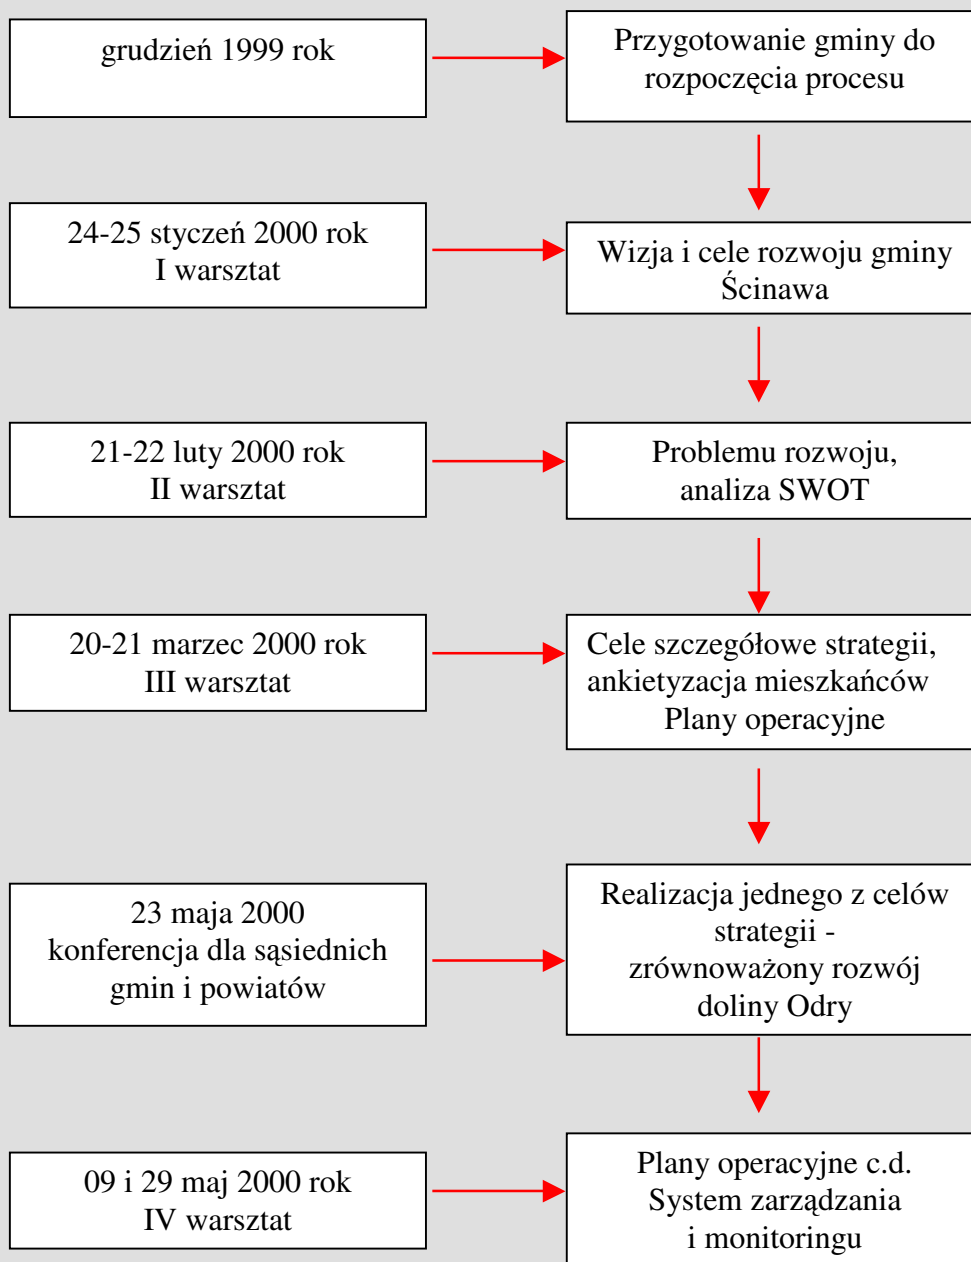 grudzień 1999 rok
Przygotowanie gminy do
rozpoczęcia procesu
24-25 styczeń 2000 rok
I warsztat
Wizja i cele rozwoju gminy
Ścinawa
21-22 luty 2000 rok
II warsztat
Problemu rozwoju,
analiza SWOT
20-21 marzec 2000 rok
III warsztat
Cele szczegółowe strategii,
ankietyzacja mieszkańców
Plany operacyjne
23 maja 2000
konferencja dla sąsiednich
gmin i powiatów
Realizacja jednego z celów
strategii -
zrównoważony rozwój
doliny Odry
09 i 29 maj 2000 rok
IV warsztat
Plany operacyjne c.d.
System zarządzania
i monitoringu